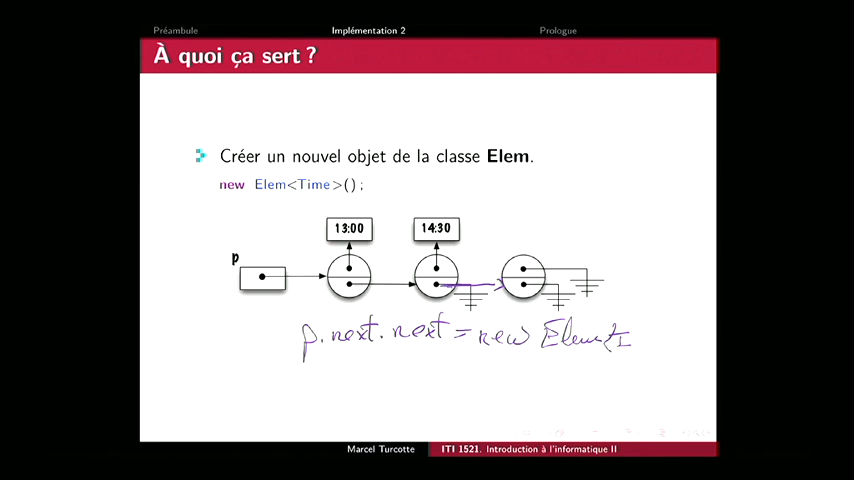 Préambule Implémentation 2 Prologue
À quoi ça sert ?
Créer un nouvel objet de la classe Elem.
new Elem<Time>() ;
13:00 14:30
p
p.next.next = new Elem
Marcel Turcotte ITI 1521. Introduction à l'informatique II